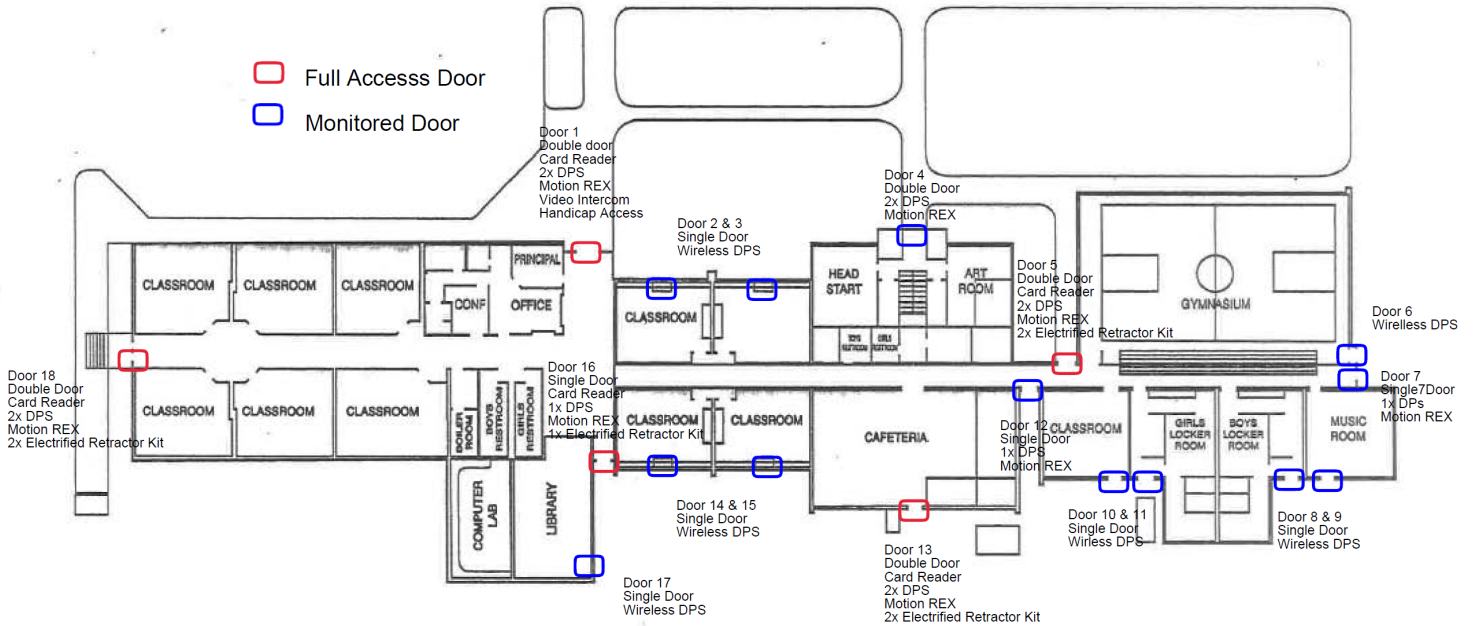 Full Accesss Door
Monitored Door
Door 1
Double door
Card Reader
2x DPS
Motion REX
Video Intercom
Handicap Access
Door 2 & 3
Single Door
Wireless DPS
Door 4
Double Door
2x DPS
Motion REX
Door 5
Double Door
Card Reader
2x DPS
Motion REX
2x Electrified Retractor Kit
Door 6
Wirelless DPS
Door 7
Single7Door
1x DPs
Motion REX
CLASSROOM
CLASSROOM
CLASSROOM
CONF
PRINCIPAL
OFFICE
CLASSROOM
HEAD
START
ART
ROOM
BOYS
RESTROOM
GIRLS
RESTROOM
GYMNASIUM
Door 18
Double Door
Card Reader
2x DPS
Motion REX
2x Electrified Retractor Kit
CLASSROOM
CLASSROOM
CLASSROOM
BOILER
ROOM
BOYS
RESTROOM
GIRLS
RESTROOM
Door 16
Single Door
Card Reader
1x DPS
Motion REX
1x Electrified Retractor Kit
CLASSROOM
CLASSROOM
CAFETERIA
Door 12
Single Door
1x DPS
Motion REX
CLASSROOM
GIRLS
LOCKER
ROOM
BOYS
LOCKER
ROOM
MUSIC
ROOM
COMPUTER
LAB
LIBRARY
Door 14 & 15
Single Door
Wireless DPS
Door 10 & 11
Single Door
Wirless DPS
Door 8 & 9
Single Door
Wirelesss DPS
Door 17
Single Door
Wireless DPS
Door 13
Double Door
Card Reader
2x DPS
Motion REX
2x Electrified Retractor Kit